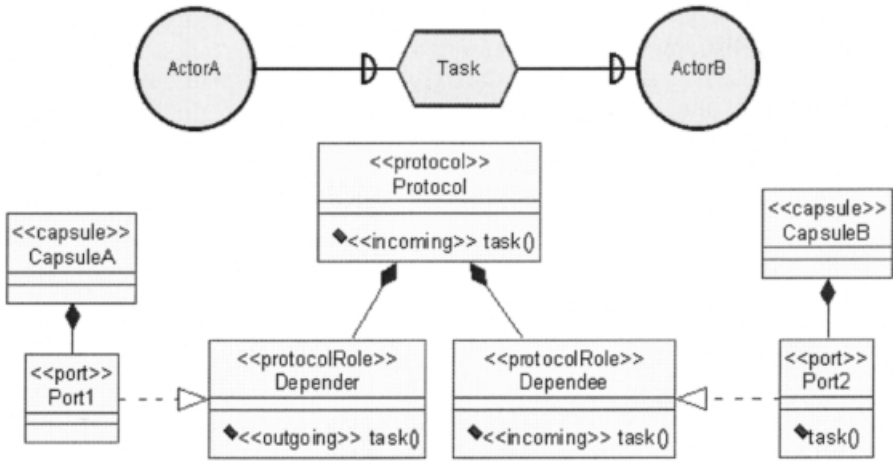 ActorA
Task
ActorB
<<protocol>>
Protocol
<<incoming>> task()
<<capsule>>
CapsuleA
<<capsule>>
CapsuleB
<<port>>
Port1
<<protocolRole>>
Depender
<<outgoing>> task()
<<protocolRole>>
Dependee
<<incoming>> task()
<<port>>
Port2
task()